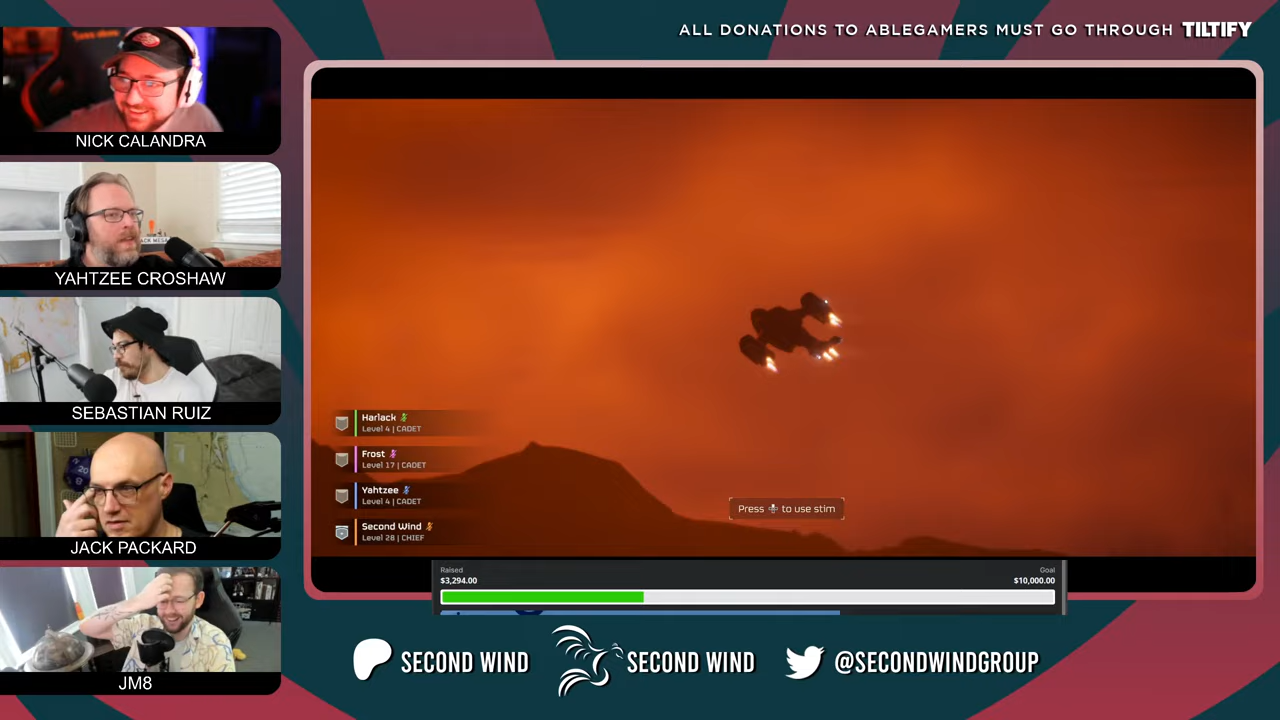 ALL DONATIONS TO ABLEGAMERS MUST GO THROUGH TILTIFY
NICK CALANDRA
YAHTZEE CROSHAW
SEBASTIAN RUIZ
JACK PACKARD
JM8
Harlack
Level 4 | CADET
Frost
Level 17 | CADET
Yahtzee
Level 4 | CADET
Second Wind
Level 28 | CHIEF
Press to use stim
Raised
$3,294.00
Goal
$10,000.00
SECOND WIND
SECOND WIND
@SECONDWINDGROUP